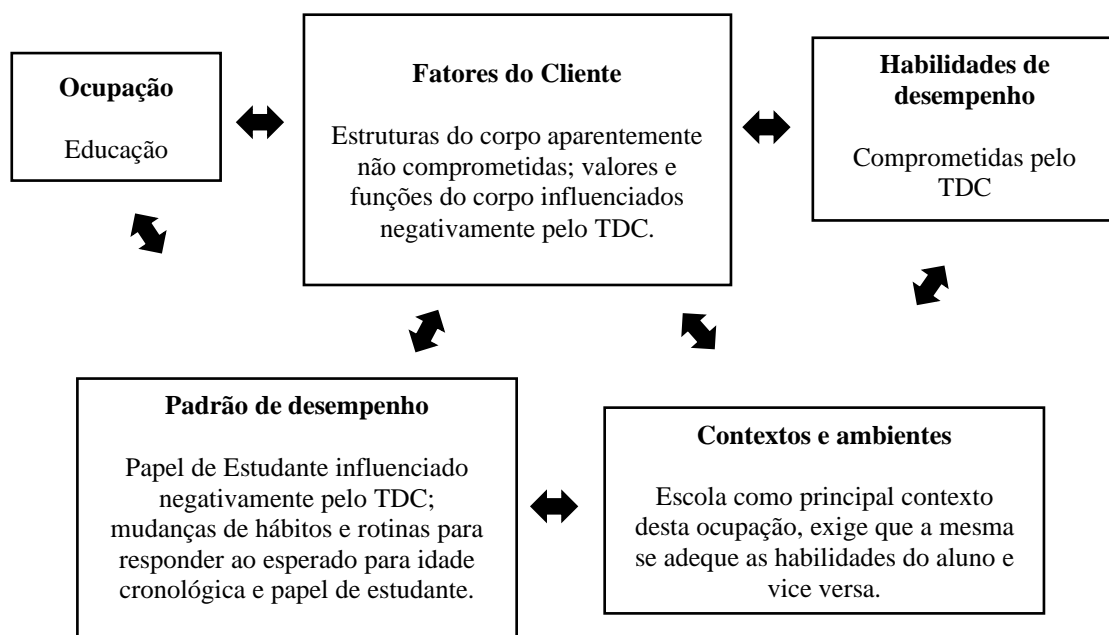 Ocupação
Educação
Fatores do Cliente
Estruturas do corpo aparentemente
não comprometidas; valores e
funções do corpo influenciados
negativamente pelo TDC.
Habilidades de
desempenho
Comprometidas pelo
TDC
Padrão de desempenho
Papel de Estudante influenciado
negativamente pelo TDC;
mudanças de hábitos e rotinas para
responder ao esperado para idade
cronológica e papel de estudante.
Contextos e ambientes
Escola como principal contexto
desta ocupação, exige que a mesma
se adeque as habilidades do aluno e
vice versa.